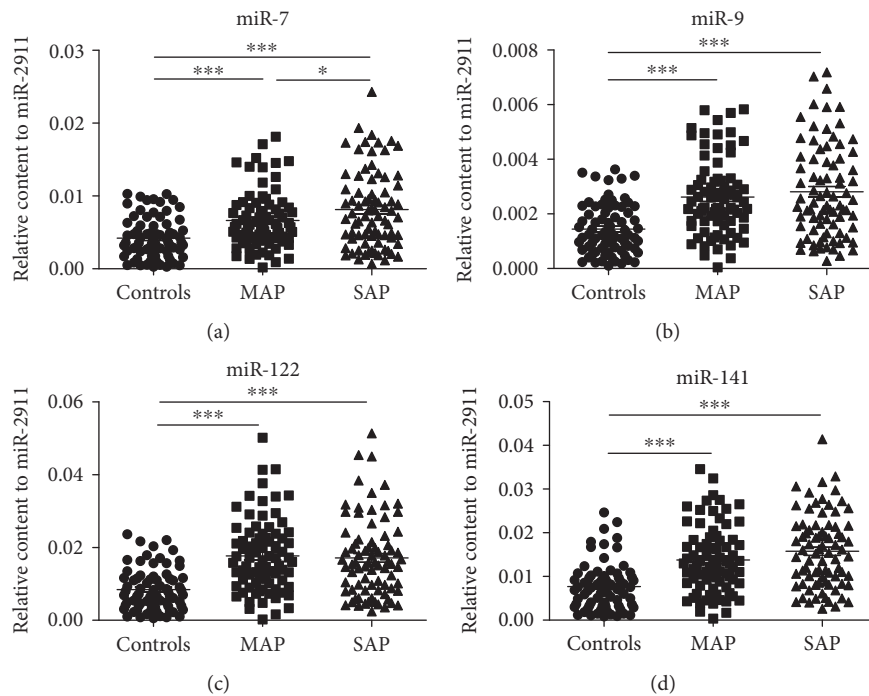 miR-7
Relative content to miR-2911
0.03
0.02
0.01
0.00
***
***
*
Controls MAP SAP
(a)
miR-9
Relative content to miR-2911
0.008
0.006
0.004
0.002
0.000
***
***
Controls MAP SAP
(b)
miR-122
Relative content to miR-2911
0.06
0.04
0.02
0.00
***
***
Controls MAP SAP
(c)
miR-141
Relative content to miR-2911
0.05
0.04
0.03
0.02
0.01
0.00
***
***
Controls MAP SAP
(d)